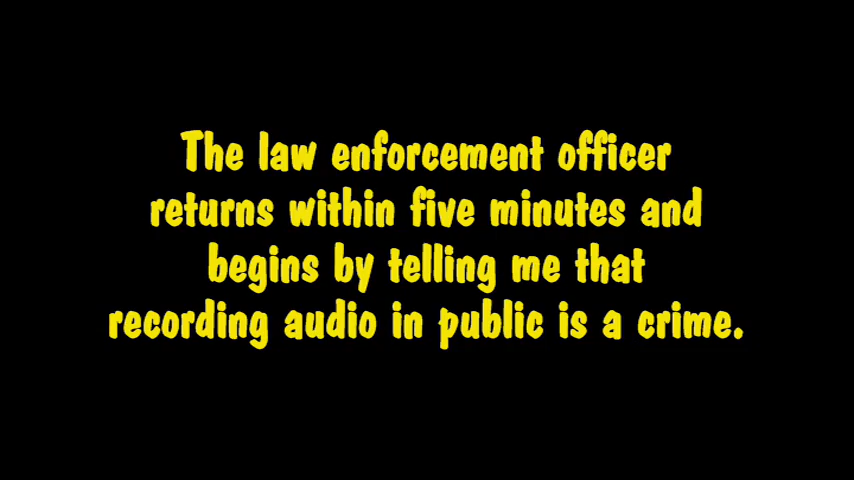 The law enforcement officer
returns within five minutes and
begins by telling me that
recording audio in public is a crime.